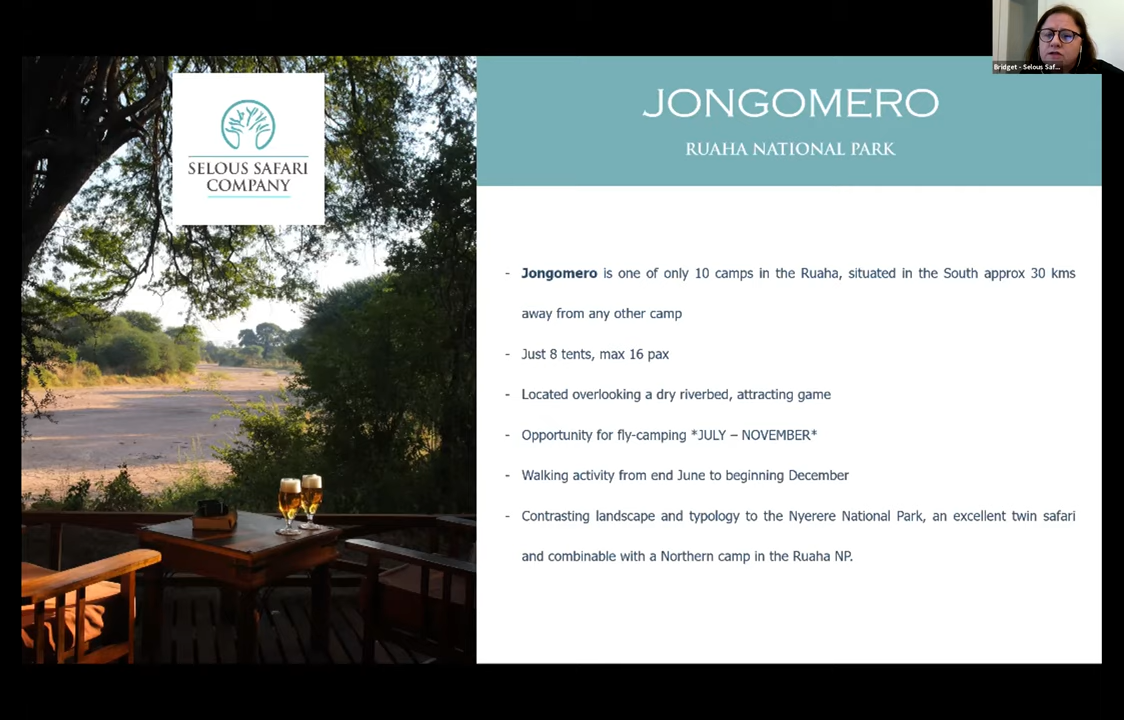 Bridget - Selous Saf...
SELOUS SAFARI
COMPANY
JONGOMERO
RUAHA NATIONAL PARK
- Jongomero is one of only 10 camps in the Ruaha, situated in the South approx 30 kms
away from any other camp
- Just 8 tents, max 16 pax
- Located overlooking a dry riverbed, attracting game
- Opportunity for fly-camping *JULY – NOVEMBER*
- Walking activity from end June to beginning December
- Contrasting landscape and typology to the Nyerere National Park, an excellent twin safari
and combinable with a Northern camp in the Ruaha NP.